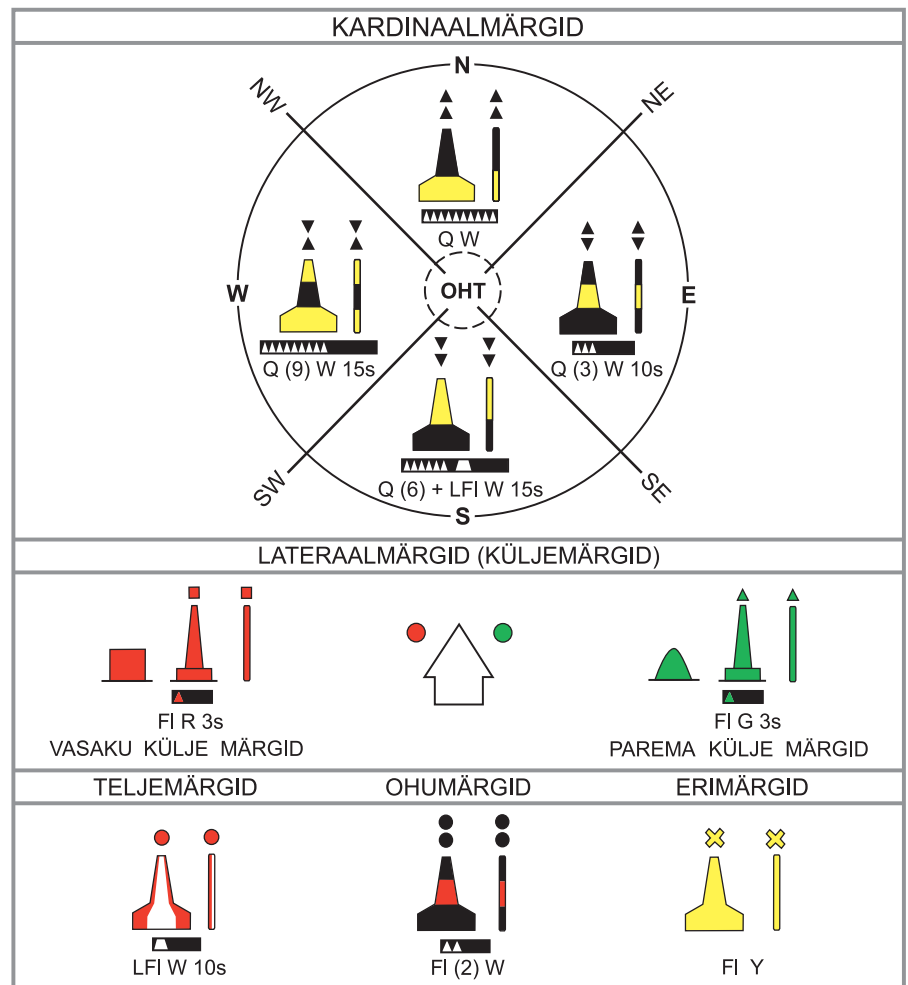 KARDINAALMÄRGID
N
NW
NE
Q W
W
OHT
E
Q (9) W 15s
Q (3) W 10s
Q (6) + LFl W 15s
SW
SE
S
LATERAALMÄRGID (KÜLJEMÄRGID)
Fl R 3s
VASAKU KÜLJE MÄRGID
Fl G 3s
PAREMA KÜLJE MÄRGID
TELJEMÄRGID
OHUMÄRGID
ERIMÄRGID
LFl W 10s
Fl (2) W
Fl Y